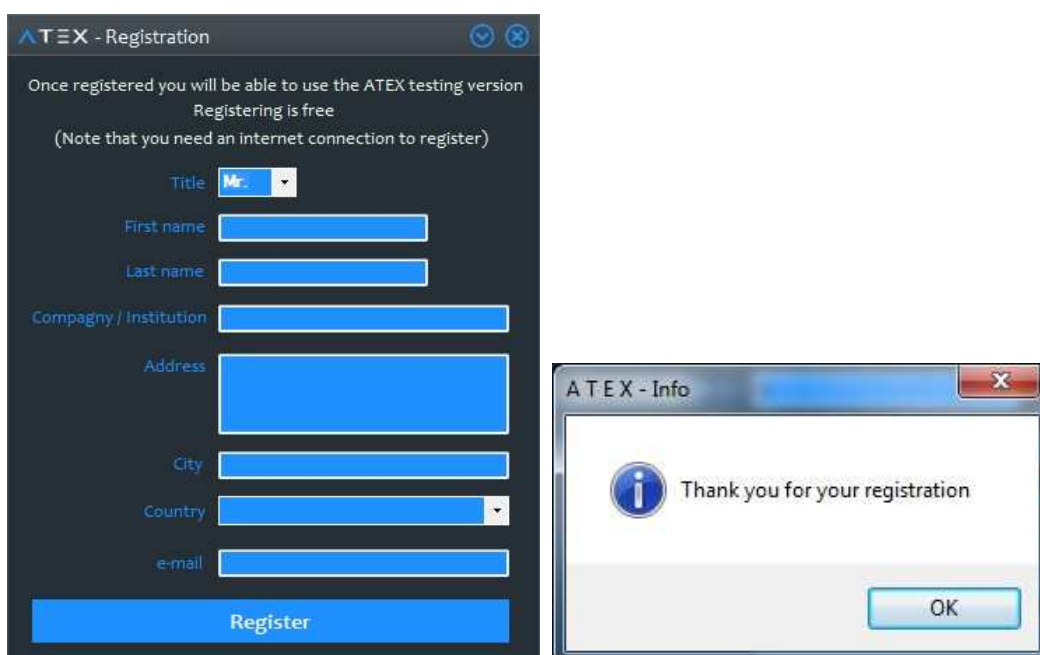 ATEX - Registration
Once registered you will be able to use the ATEX testing version
Registering is free
(Note that you need an internet connection to register)
Title Mr.
First name
Last name
Compagny / Institution
Address
City
Country
e-mail
Register
A T E X - Info
Thank you for your registration
OK